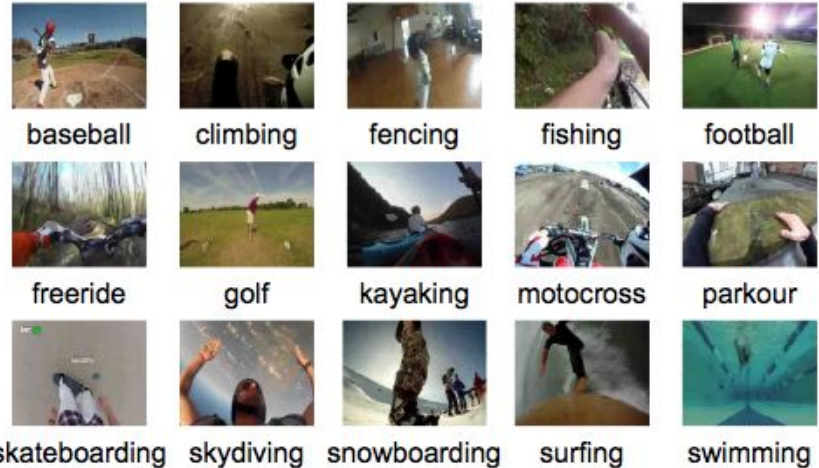 baseball climbing fencing fishing football
freeride golf kayaking motocross parkour
skateboarding skydiving snowboarding surfing swimming